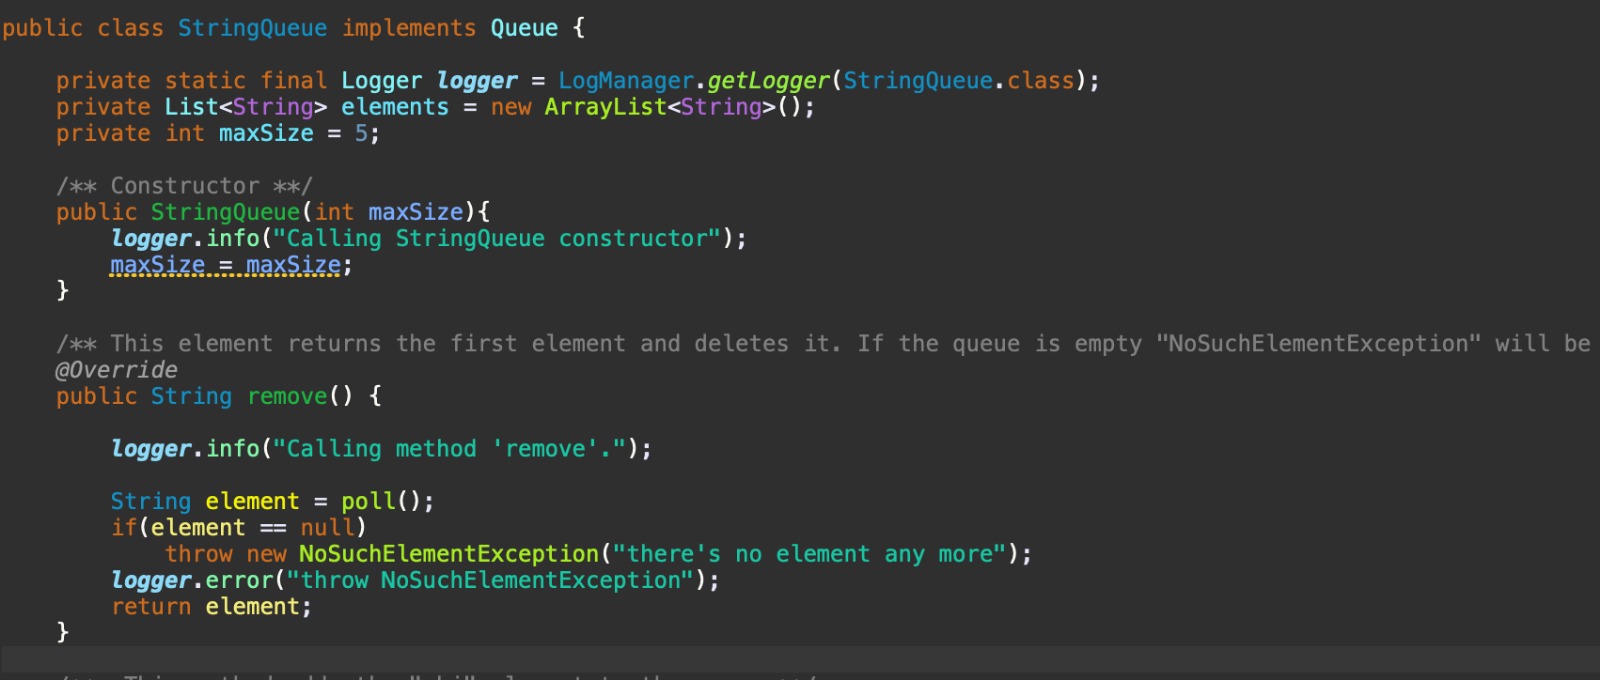 public class StringQueue implements Queue {
private static final Logger logger = LogManager.getLogger(StringQueue.class);
private List<String> elements = new ArrayList<String>();
private int maxSize = 5;
/** Constructor **/
public StringQueue(int maxSize){
logger.info("Calling StringQueue constructor");
maxSize = maxSize;
}
/** This element returns the first element and deletes it. If the queue is empty "NoSuchElementException" will be
@Override
public String remove() {
logger.info("Calling method 'remove'.");
String element = poll();
if(element == null)
throw new NoSuchElementException("there's no element any more");
logger.error("throw NoSuchElementException");
return element;
}